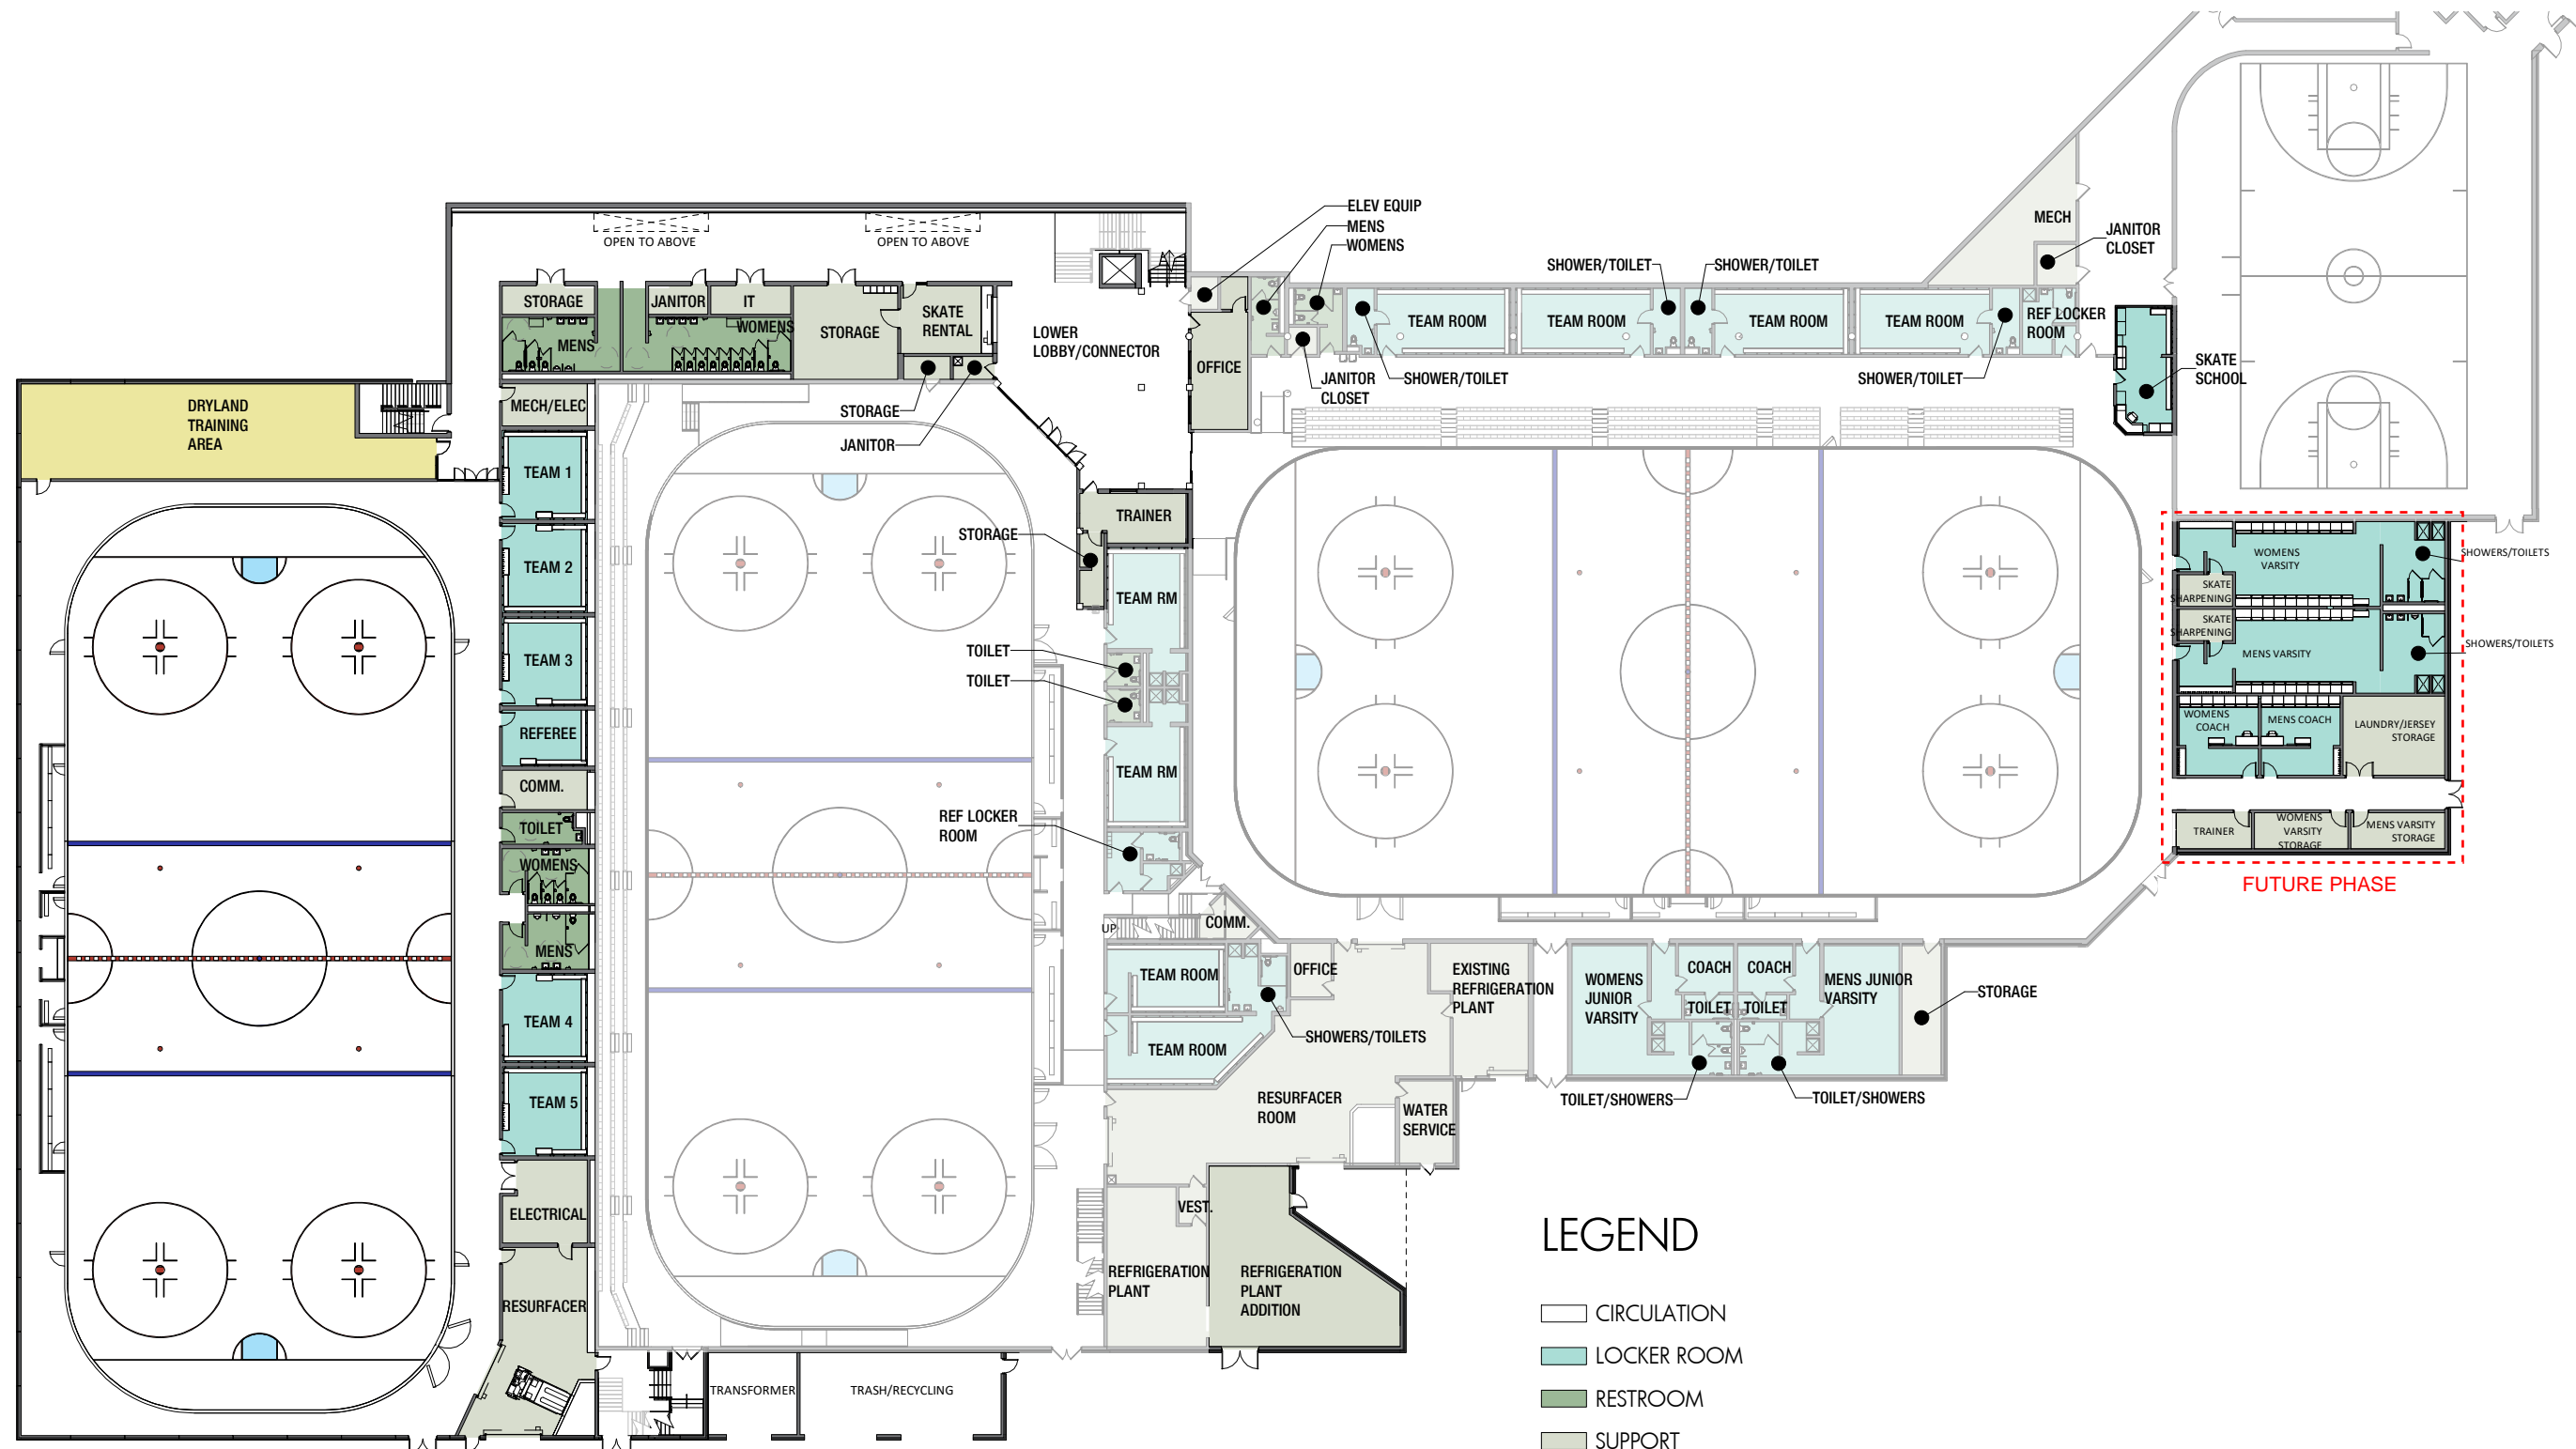 ELEV EQUIP
MENS
WOMENS
OPEN TO ABOVE
OPEN TO ABOVE
MECH
JANITOR
CLOSET
SHOWER/TOILET
SHOWER/TOILET
STORAGE
JANITOR
IT
MENS
WOMENS
STORAGE
SKATE
RENTAL
LOWER
LOBBY/CONNECTOR
OFFICE
TEAM ROOM
TEAM ROOM
TEAM ROOM
TEAM ROOM
REF LOCKER
ROOM
SKATE
SCHOOL
JANITOR
CLOSET
SHOWER/TOILET
SHOWER/TOILET
DRYLAND
TRAINING
AREA
MECH/ELEC
STORAGE
JANITOR
TEAM 1
TEAM 2
TEAM 3
REFEREE
COMM.
TOILET
WOMENS
MENS
TEAM 4
TEAM 5
ELECTRICAL
RESURFACER
TRAINER
STORAGE
TEAM RM
TOILET
TOILET
TEAM RM
REF LOCKER
ROOM
WOMENS
VARSITY
SHOWERS/TOILETS
SKATE
SHARPENING
SKATE
SHARPENING
MENS VARSITY
SHOWERS/TOILETS
WOMENS
COACH
MENS COACH
LAUNDRY/JERSEY
STORAGE
TRAINER
WOMENS
VARSITY
STORAGE
MENS VARSITY
STORAGE
FUTURE PHASE
UP
COMM.
TEAM ROOM
OFFICE
EXISTING
REFRIGERATION
PLANT
WOMENS
JUNIOR
VARSITY
COACH
COACH
TOILET
TOILET
MENS JUNIOR
VARSITY
STORAGE
SHOWERS/TOILETS
TEAM ROOM
RESURFACER
ROOM
WATER
SERVICE
TOILET/SHOWERS
TOILET/SHOWERS
VEST.
REFRIGERATION
PLANT
REFRIGERATION
PLANT
ADDITION
TRANSFORMER
TRASH/RECYCLING
LEGEND
CIRCULATION
LOCKER ROOM
RESTROOM
SUPPORT